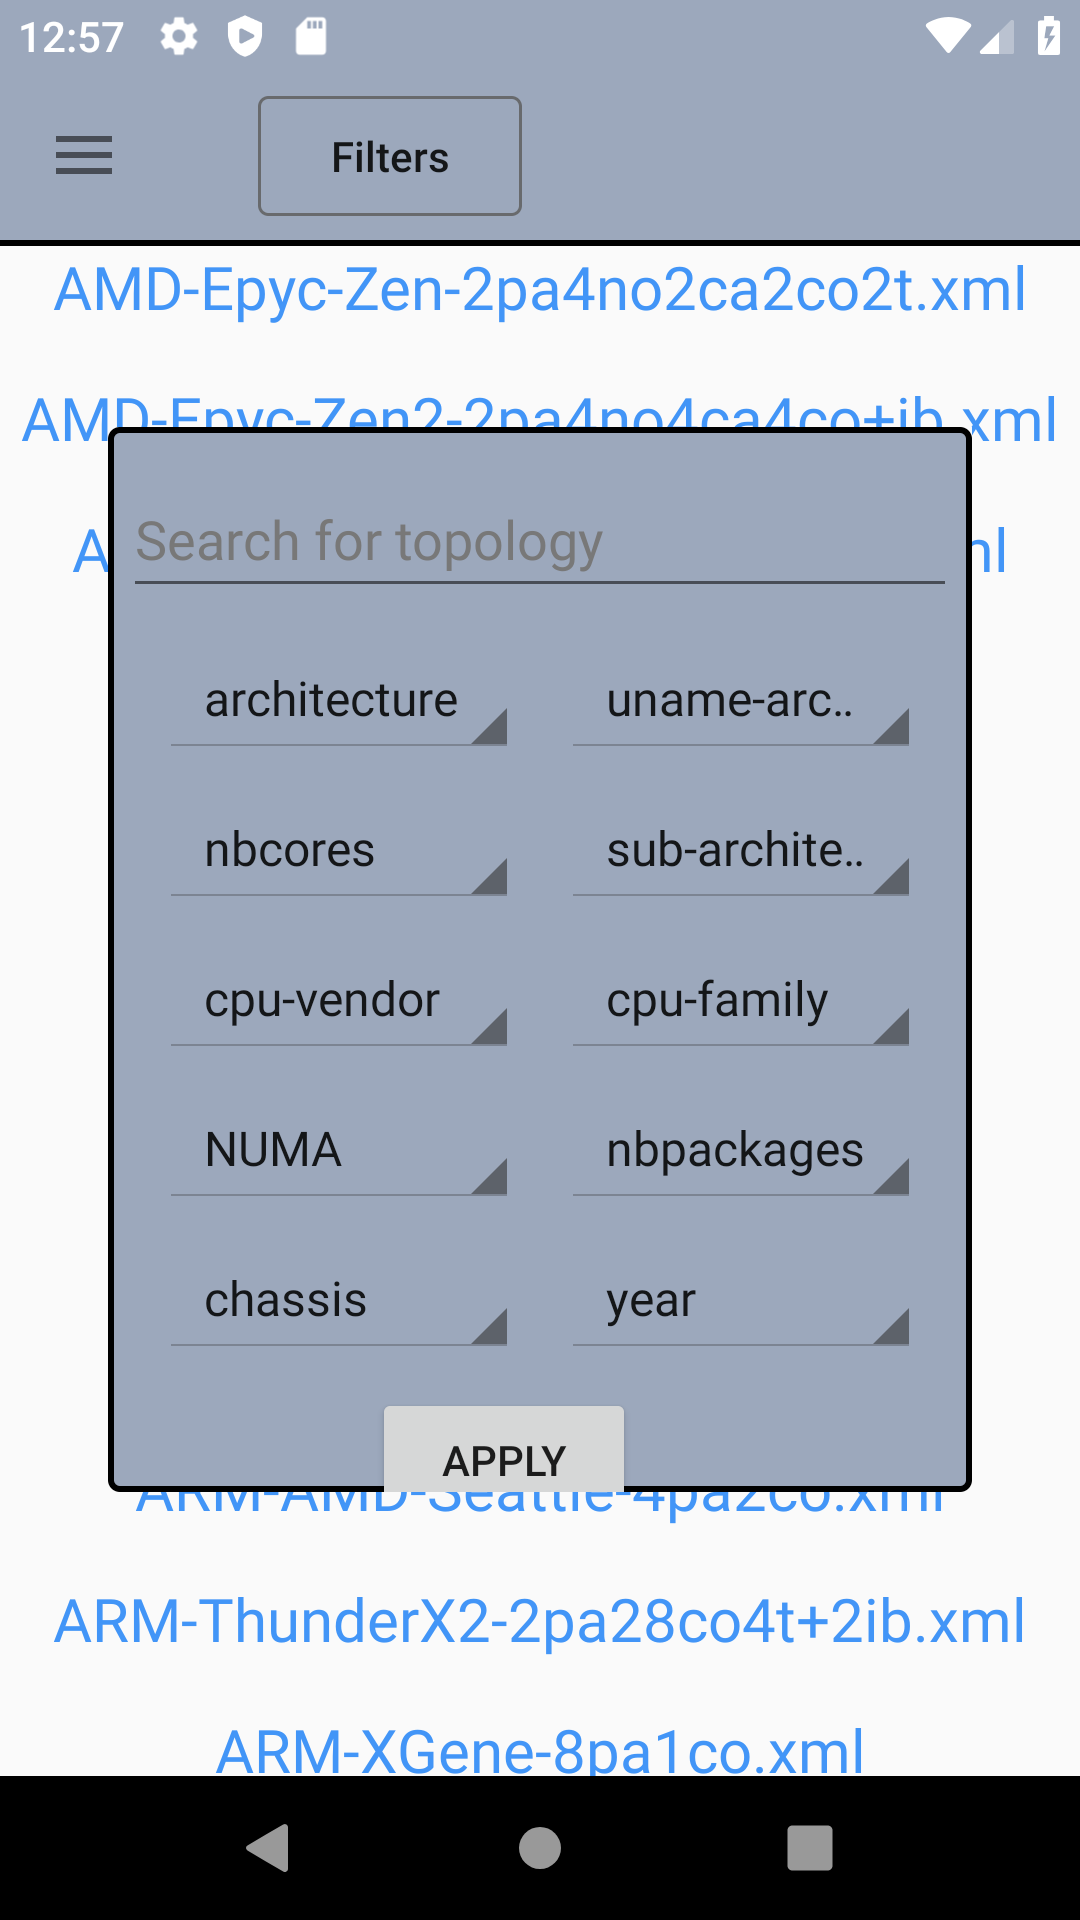 12:57
Filters
AMD-Epyc-Zen-2pa4no2ca2co2t.xml
AMD-Epyc-Zen2-2pa4no4ca4co+ib.xml
Search for topology
architecture
uname-arc..
nbcores
sub-archite..
cpu-vendor
cpu-family
NUMA
nbpackages
chassis
year
APPLY
ARM-AMD-Seattle-4pa2co.xml
ARM-ThunderX2-2pa28co4t+2ib.xml
ARM-XGene-8pa1co.xml